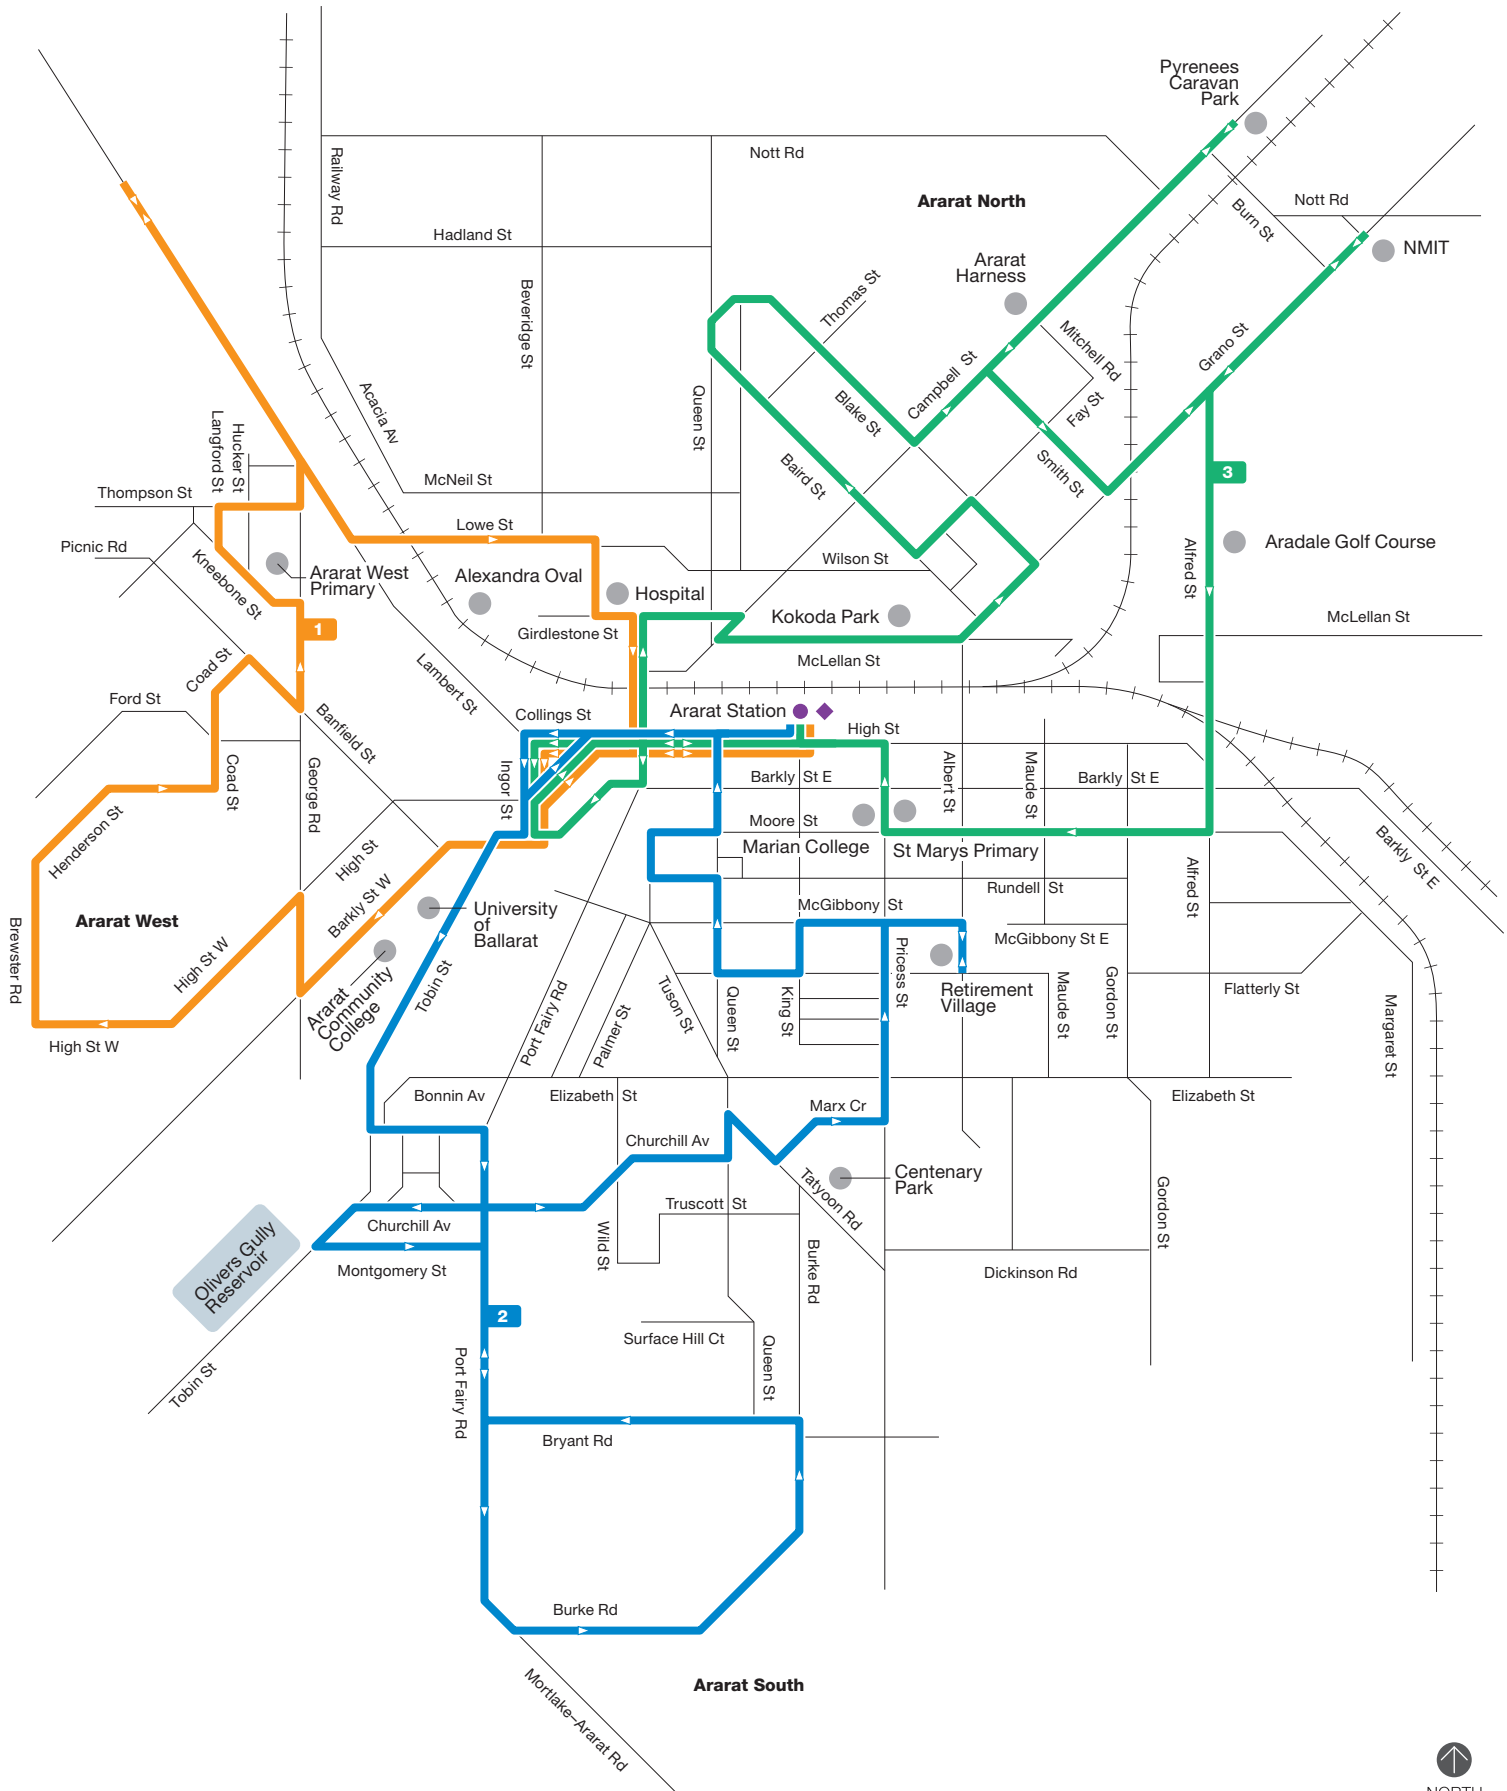 Pyrenees
Caravan
Park
Nott Rd
Railway Rd
Ararat North
Nott Rd
Burn St
NMIT
Hadland St
Ararat
Harness
Beveridge St
Thomas St
Mitchell Rd
Grano St
Campbell St
Acacia Av
Queen St
Blake St
Fay St
Langford St
Hucker St
Baird St
Smith St
3
McNeil St
Thompson St
Lowe St
Picnic Rd
Aradale Golf Course
Wilson St
Alfred St
Kneebone St
Ararat West
Primary
Alexandra Oval
Hospital
Kokoda Park
McLellan St
1
Girdlestone St
McLellan St
Coad St
Lambert St
Ford St
Banfield St
Collings St
Ararat Station
High St
Coad St
George Rd
Ingor St
Barkly St E
Albert St
Maude St
Barkly St E
Henderson St
Moore St
High St
Marian College
St Marys Primary
Barkly St E
Alfred St
Rundell St
Barkly St W
Ararat West
University
of
Ballarat
McGibbony St
McGibbony St E
Brewster Rd
High St W
Pricess St
Ararat
Community
College
Tobin St
Port Fairy Rd
Palmer St
Tuson St
Queen St
King St
Retirement
Village
Maude St
Gordon St
Flatterly St
Margaret St
High St W
Bonnin Av
Elizabeth St
Marx Cr
Elizabeth St
Churchill Av
Centenary
Park
Tatyoon Rd
Truscott St
Gordon St
Churchill Av
Wild St
Burke Rd
Olivers Gully
Reservoir
Montgomery St
Dickinson Rd
2
Surface Hill Ct
Queen St
Tobin St
Port Fairy Rd
Bryant Rd
Burke Rd
Ararat South
Mortlake–Ararat Rd
NORTH